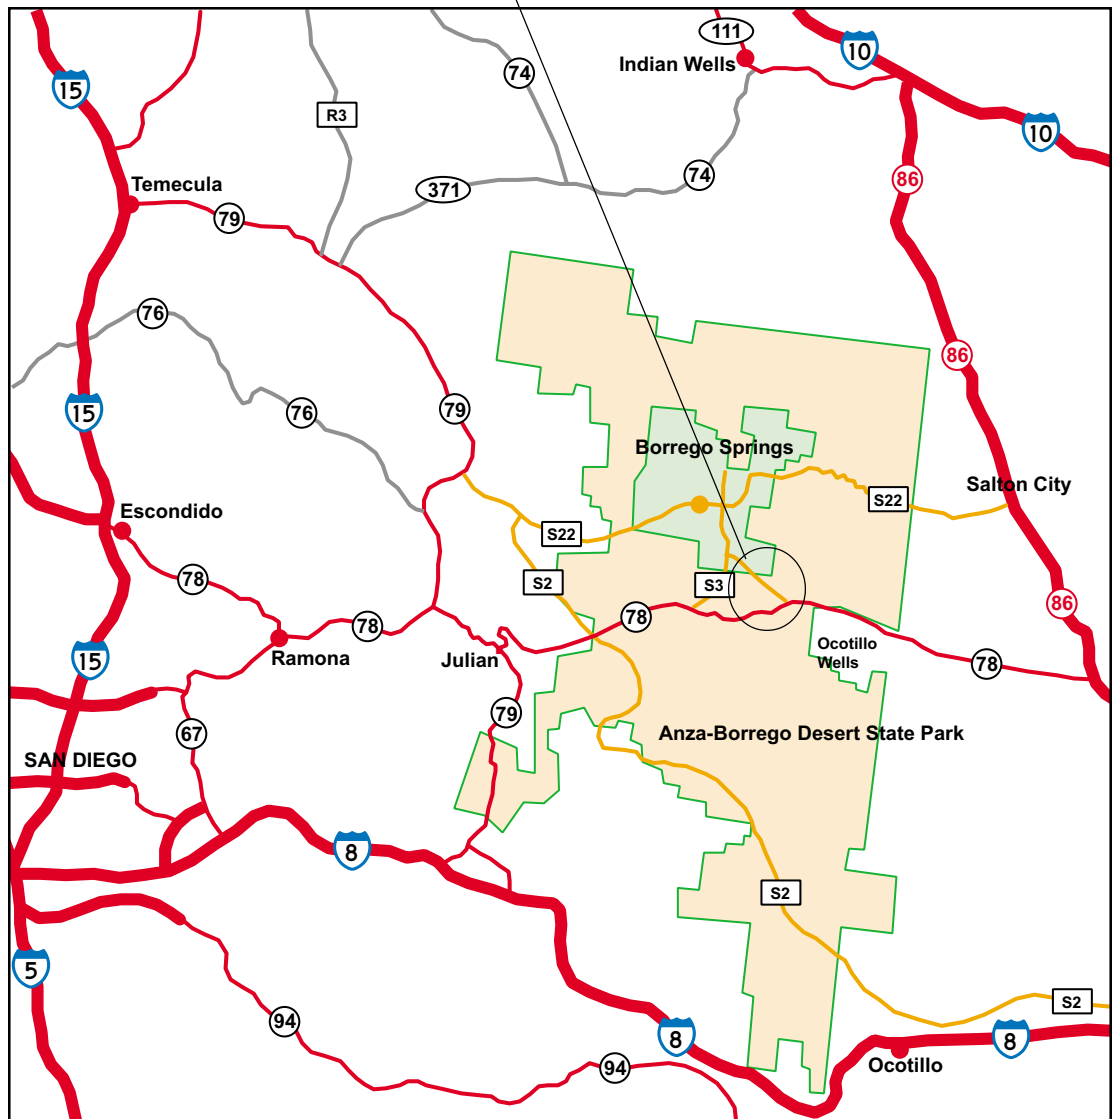 111
10
Indian Wells
74
15
R3
10
74
86
371
Temecula
79
76
86
79
15
76
Borrego Springs
Salton City
S22
Escondido
S22
78
S2
S3
86
78
78
Ocotillo
Wells
78
15
Ramona
Julian
79
67
Anza-Borrego Desert State Park
SAN DIEGO
8
S2
5
S2
94
8
8
Ocotillo
94